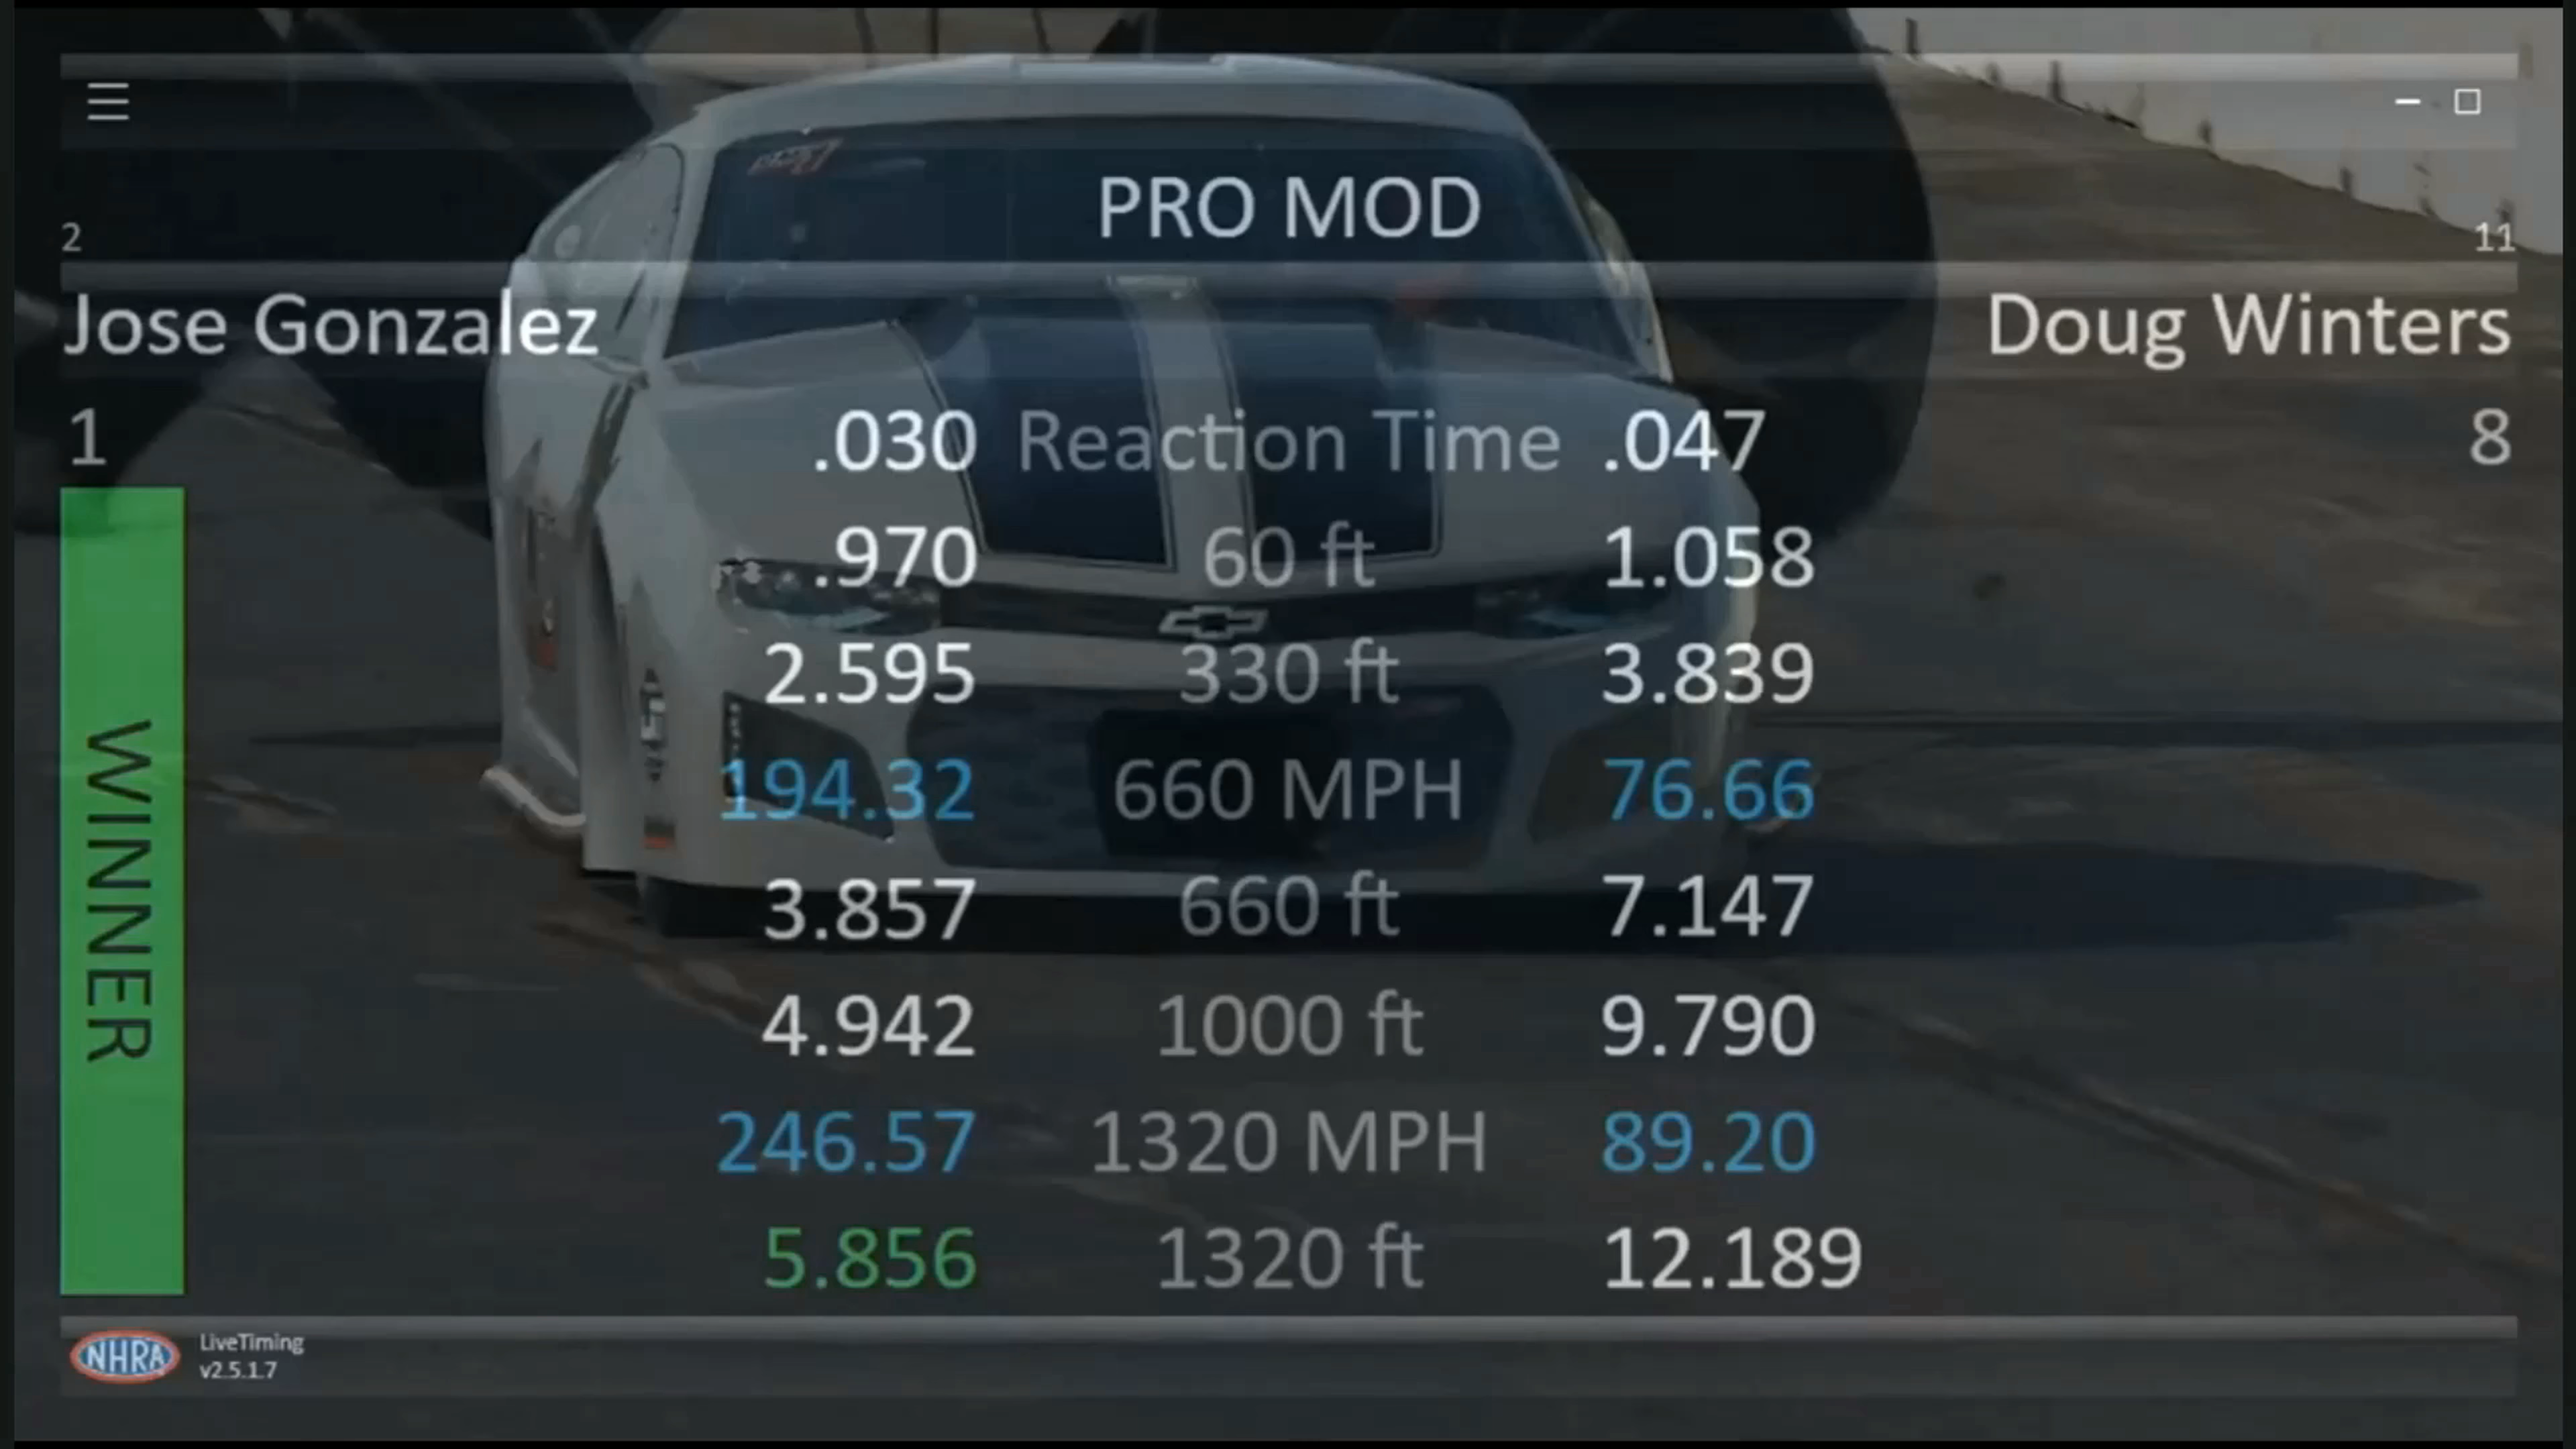 PRO MOD
2 11
Jose Gonzalez Doug Winters
1 8
.030 Reaction Time .047
.970 60 ft 1.058
2.595 330 ft 3.839
194.32 660 MPH 76.66
3.857 660 ft 7.147
4.942 1000 ft 9.790
246.57 1320 MPH 89.20
5.856 1320 ft 12.189
WINNER
NHRA LiveTiming
v2.5.1.7